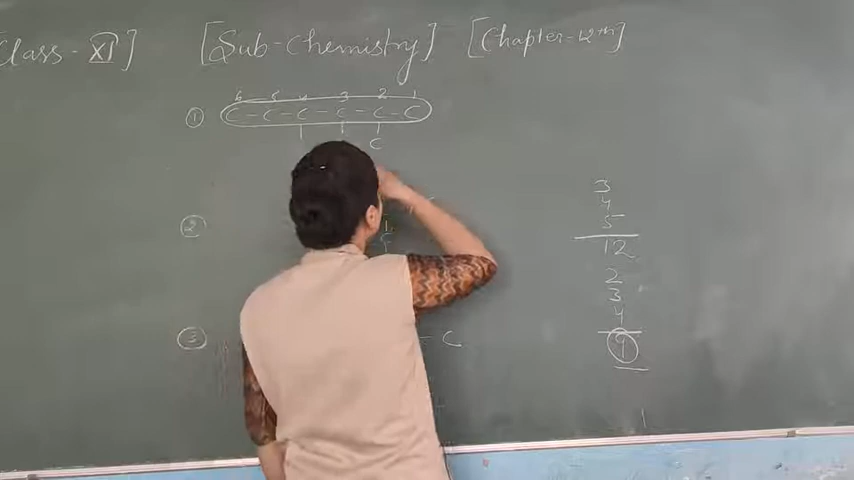 Class-XI] [Sub-Chemistry] [Chapter-12th]
6 5 4 3 2 1
① C-C-C-C-C-C
C
②
C
③
- C
3
4
5
12
2
3
4
9